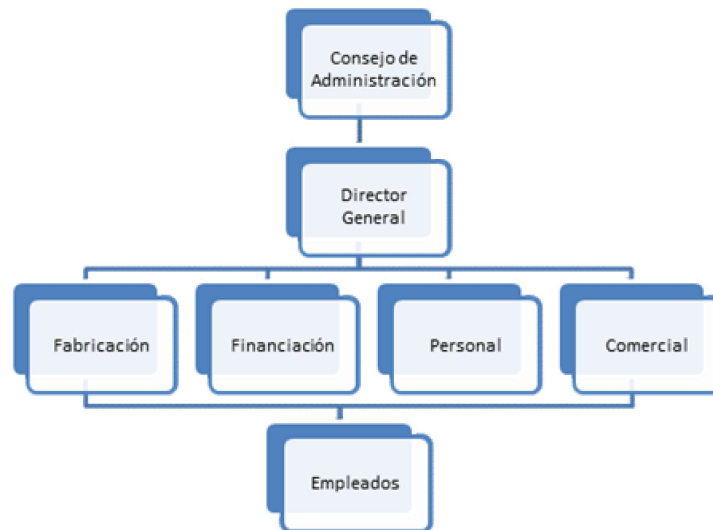 Consejo de
Administración
Director
General
Fabricación
Financiación
Personal
Comercial
Empleados